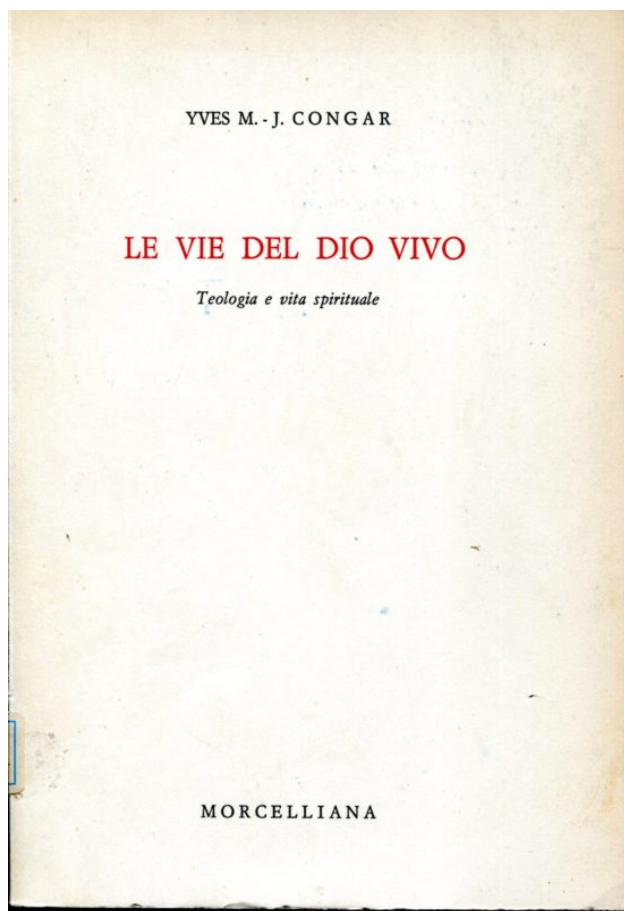 YVES M. - J. CONGAR
LE VIE DEL DIO VIVO
Teologia e vita spirituale
MORCELLIANA